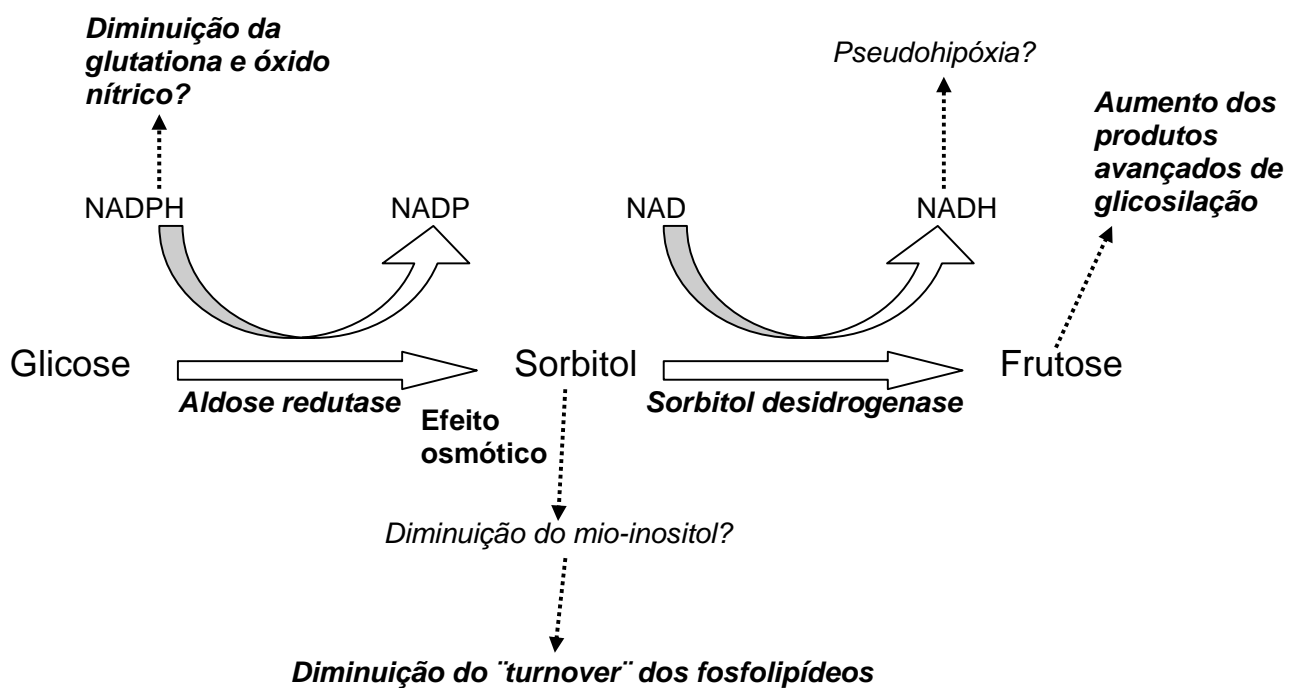 Diminuição da
glutationa e óxido
nítrico?
Pseudohipóxia?
Aumento dos
produtos
avançados de
glicosilação
NADPH
NADP
NAD
NADH
Glicose
Sorbitol
Frutose
Aldose redutase
Sorbitol desidrogenase
Efeito
osmótico
Diminuição do mio-inositol?
Diminuição do ¨turnover¨ dos fosfolipídeos